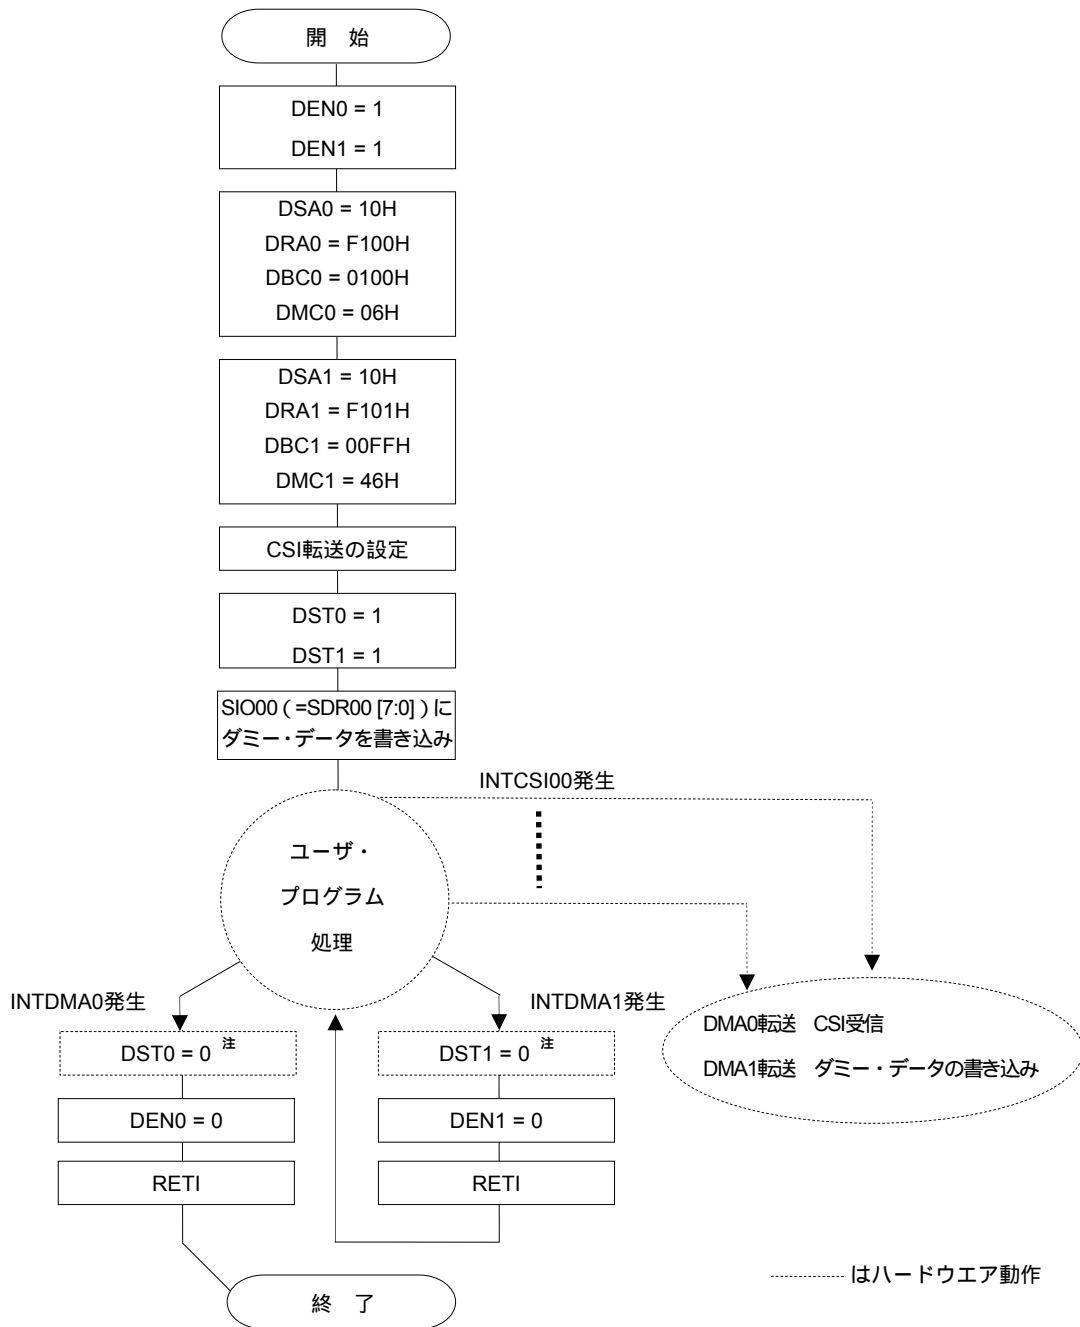 開 始
DEN0 = 1
DEN1 = 1
DSA0 = 10H
DRA0 = F100H
DBC0 = 0100H
DMC0 = 06H
DSA1 = 10H
DRA1 = F101H
DBC1 = 00FFH
DMC1 = 46H
CSI転送の設定
DST0 = 1
DST1 = 1
SIO00（=SDR00 [7:0]）に
ダミー・データを書き込み
INTCSI00発生
ユーザ・
プログラム
処理
INTDMA0発生
INTDMA1発生
DST0 = 0 注
DST1 = 0 注
DMA0転送 CSI受信
DMA1転送 ダミー・データの書き込み
DEN0 = 0
DEN1 = 0
RETI
RETI
はハードウエア動作
終 了